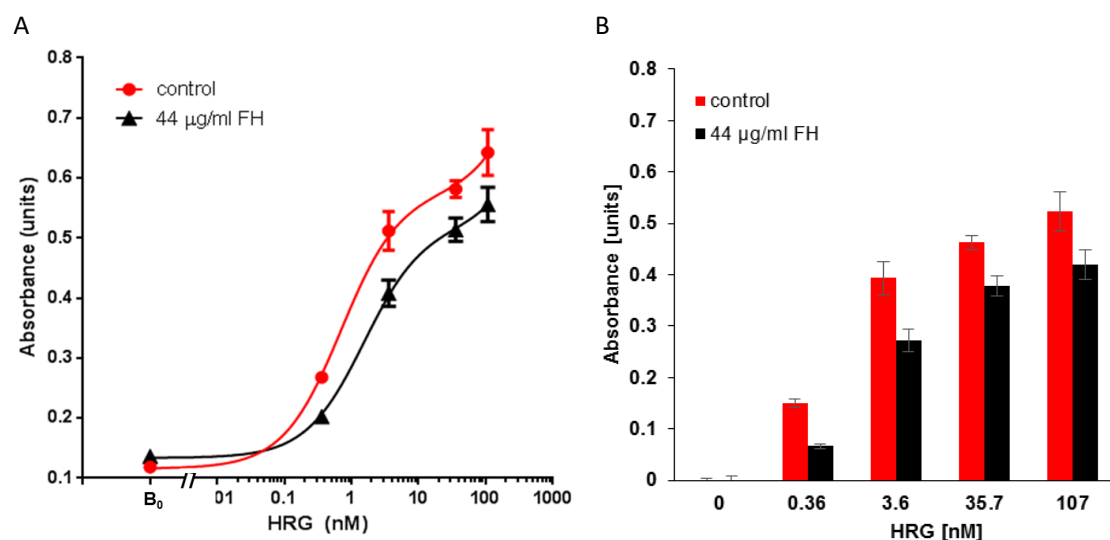 A
0.8
0.7
0.6
0.5
0.4
0.3
0.2
0.1
Absorbance (units)
control
44 µg/ml FH
B₀
01
0.1
1
10
100
1000
HRG (nM)
B
0.8
0.7
0.6
0.5
0.4
0.3
0.2
0.1
0
Absorbance [units]
control
44 µg/ml FH
0
0.36
3.6
35.7
107
HRG [nM]